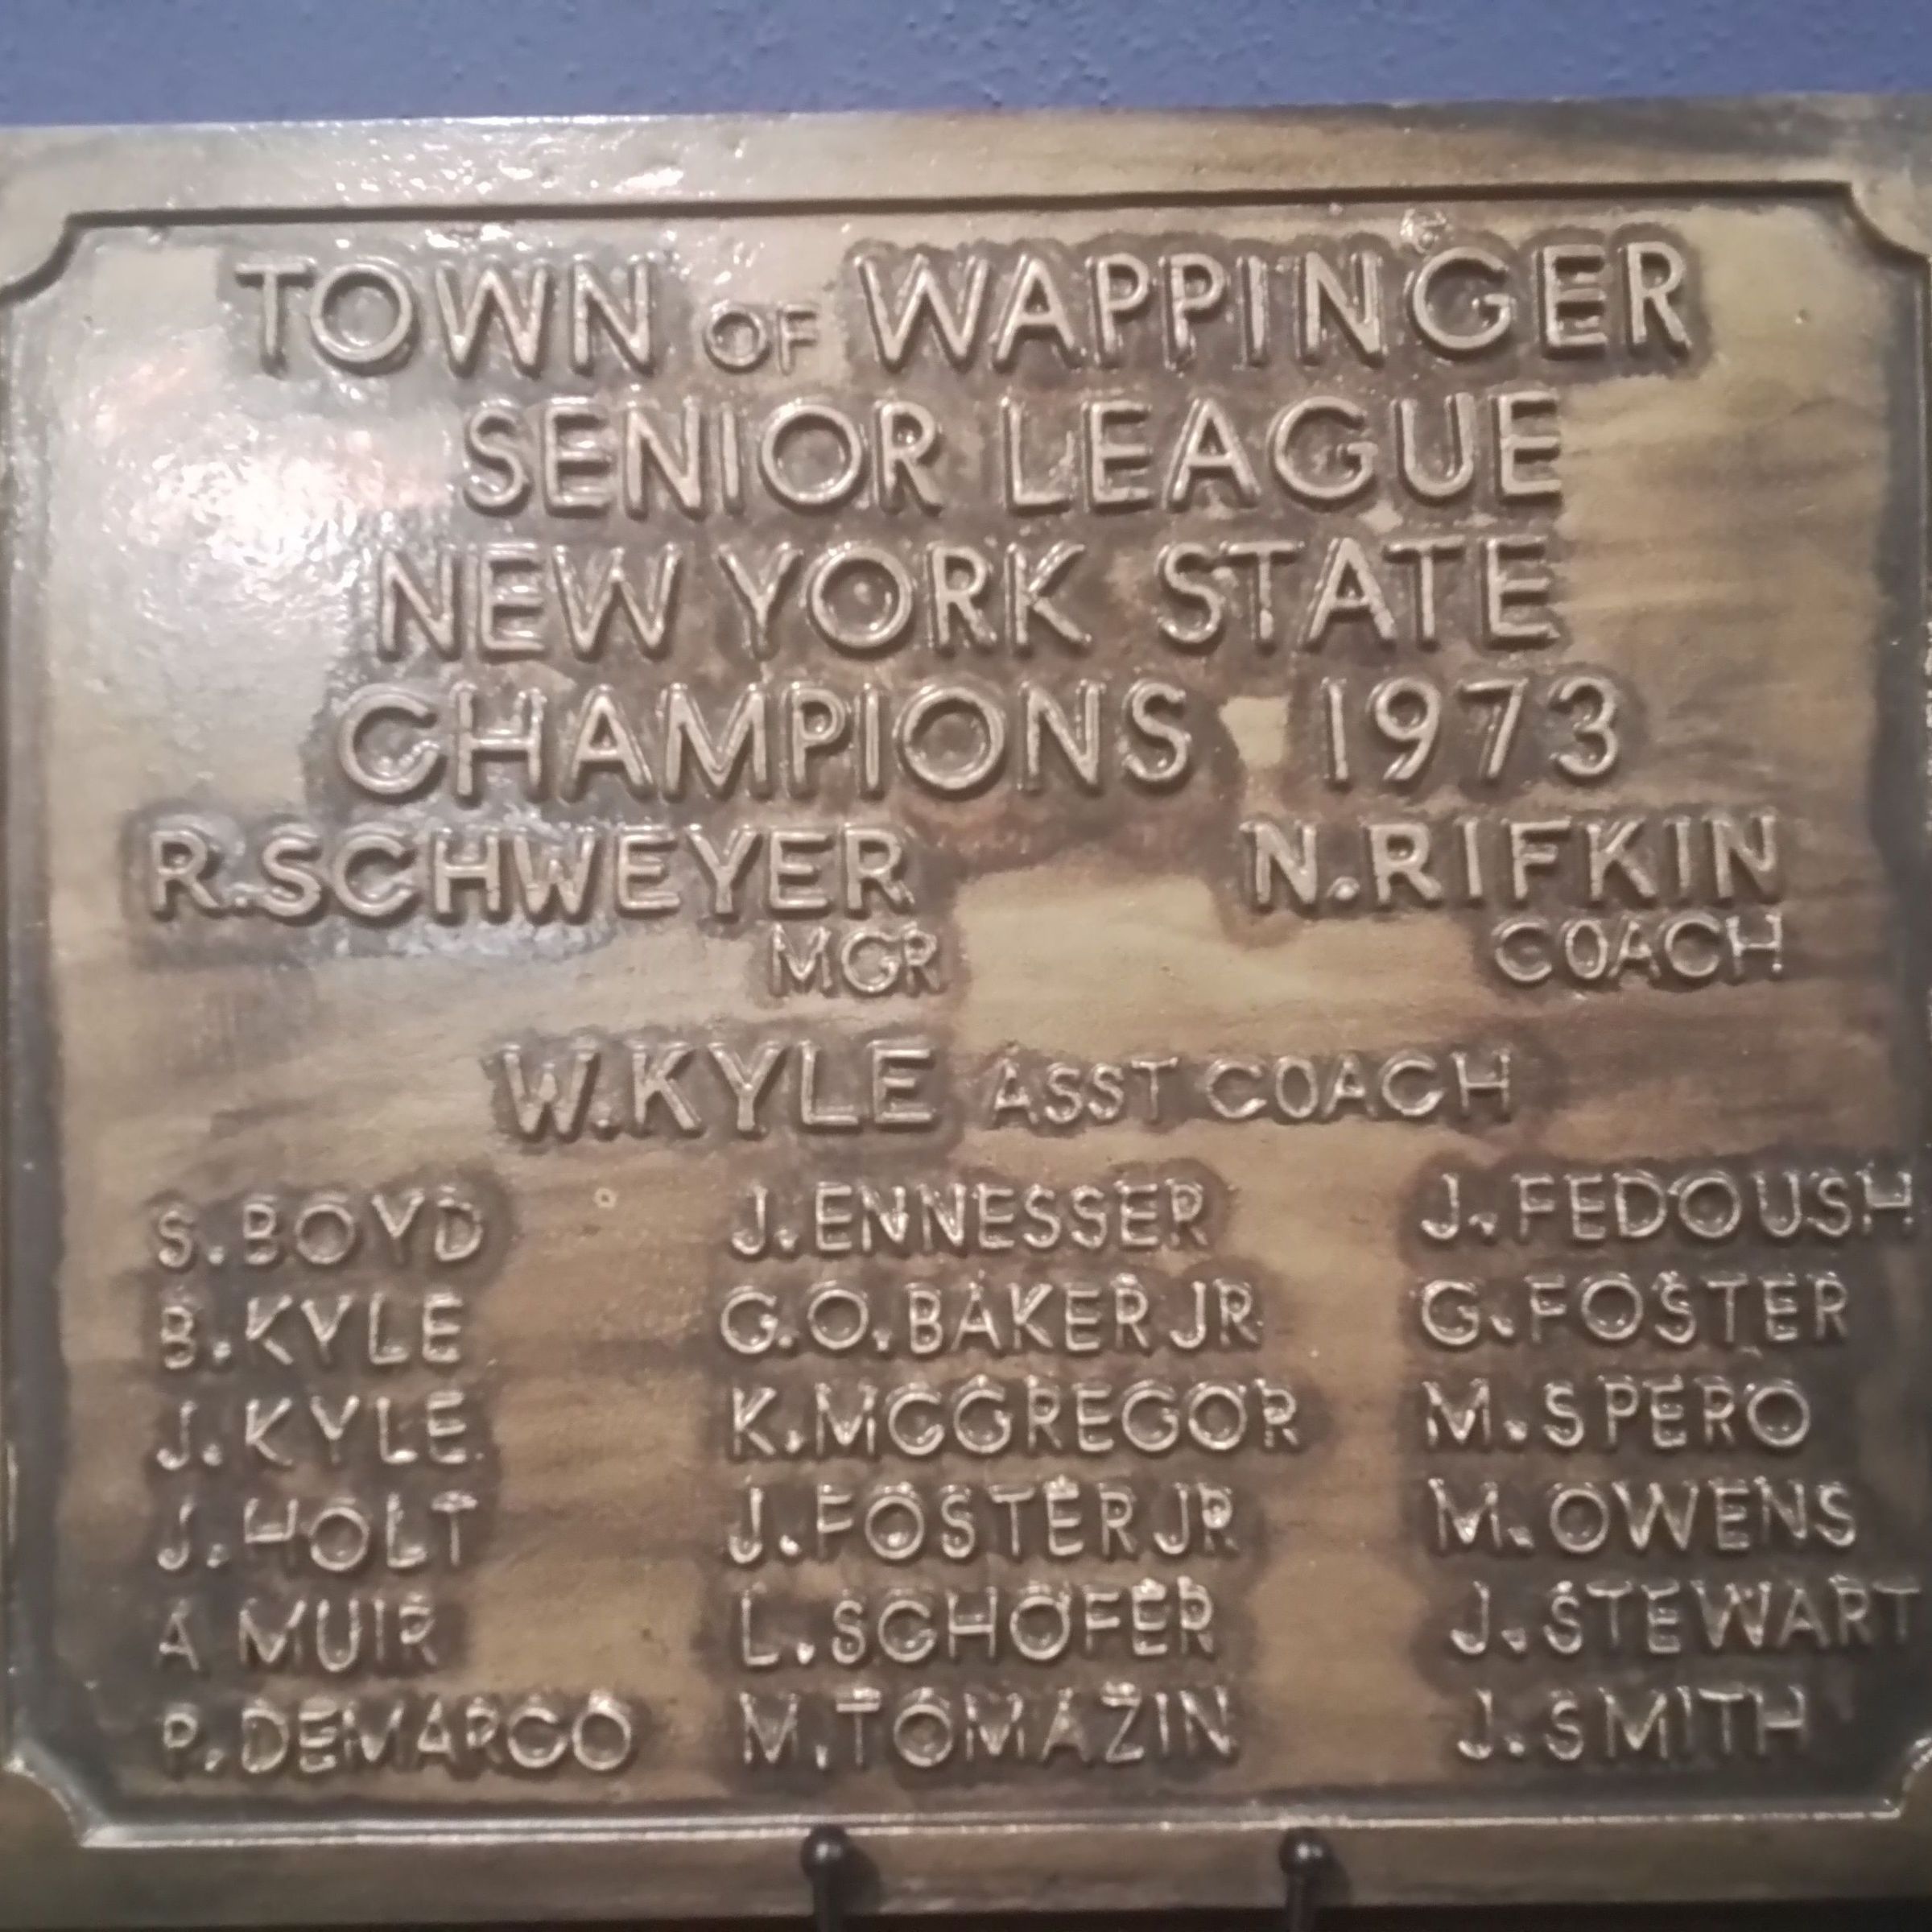 TOWN OF WAPPINGER
SENIOR LEAGUE
NEW YORK STATE
CHAMPIONS 1973
R.SCHWEYER N.RIFKIN
MGR COACH
W.KYLE ASST COACH
S.BOYD J.ENNESSER J.FEDOUSH
B.KYLE G.O.BAKER JR G.FOSTER
J.KYLE K.MCGREGOR M.SPERO
J.HOLT J.FOSTER JR M.OWENS
A MUIR L.SCHOFER J.STEWART
P.DEMARCO M.TOMAZIN J.SMITH